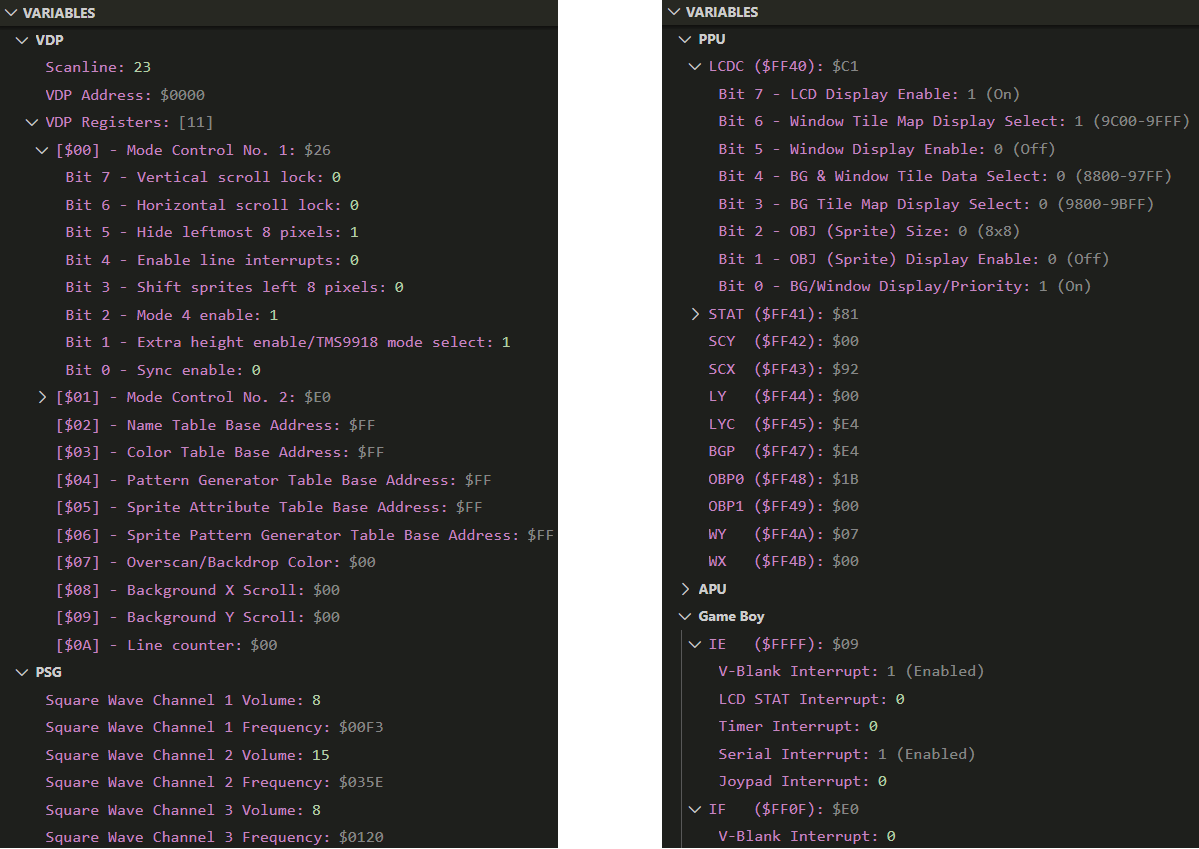 VARIABLES
VDP
Scanline: 23
VDP Address: $0000
VDP Registers: [11]
[$00] - Mode Control No. 1: $26
Bit 7 - Vertical scroll lock: 0
Bit 6 - Horizontal scroll lock: 0
Bit 5 - Hide leftmost 8 pixels: 1
Bit 4 - Enable line interrupts: 0
Bit 3 - Shift sprites left 8 pixels: 0
Bit 2 - Mode 4 enable: 1
Bit 1 - Extra height enable/TMS9918 mode select: 1
Bit 0 - Sync enable: 0
[$01] - Mode Control No. 2: $E0
[$02] - Name Table Base Address: $FF
[$03] - Color Table Base Address: $FF
[$04] - Pattern Generator Table Base Address: $FF
[$05] - Sprite Attribute Table Base Address: $FF
[$06] - Sprite Pattern Generator Table Base Address: $FF
[$07] - Overscan/Backdrop Color: $00
[$08] - Background X Scroll: $00
[$09] - Background Y Scroll: $00
[$0A] - Line counter: $00
PSG
Square Wave Channel 1 Volume: 8
Square Wave Channel 1 Frequency: $00F3
Square Wave Channel 2 Volume: 15
Square Wave Channel 2 Frequency: $035E
Square Wave Channel 3 Volume: 8
Square Wave Channel 3 Frequency: $0120
VARIABLES
PPU
LCDC ($FF40): $C1
Bit 7 - LCD Display Enable: 1 (On)
Bit 6 - Window Tile Map Display Select: 1 (9C00-9FFF)
Bit 5 - Window Display Enable: 0 (Off)
Bit 4 - BG & Window Tile Data Select: 0 (8800-97FF)
Bit 3 - BG Tile Map Display Select: 0 (9800-9BFF)
Bit 2 - OBJ (Sprite) Size: 0 (8x8)
Bit 1 - OBJ (Sprite) Display Enable: 0 (Off)
Bit 0 - BG/Window Display/Priority: 1 (On)
STAT ($FF41): $81
SCY ($FF42): $00
SCX ($FF43): $92
LY ($FF44): $00
LYC ($FF45): $E4
BGP ($FF47): $E4
OBP0 ($FF48): $1B
OBP1 ($FF49): $00
WY ($FF4A): $07
WX ($FF4B): $00
APU
Game Boy
IE ($FFFF): $09
V-Blank Interrupt: 1 (Enabled)
LCD STAT Interrupt: 0
Timer Interrupt: 0
Serial Interrupt: 1 (Enabled)
Joypad Interrupt: 0
IF ($FF0F): $E0
V-Blank Interrupt: 0